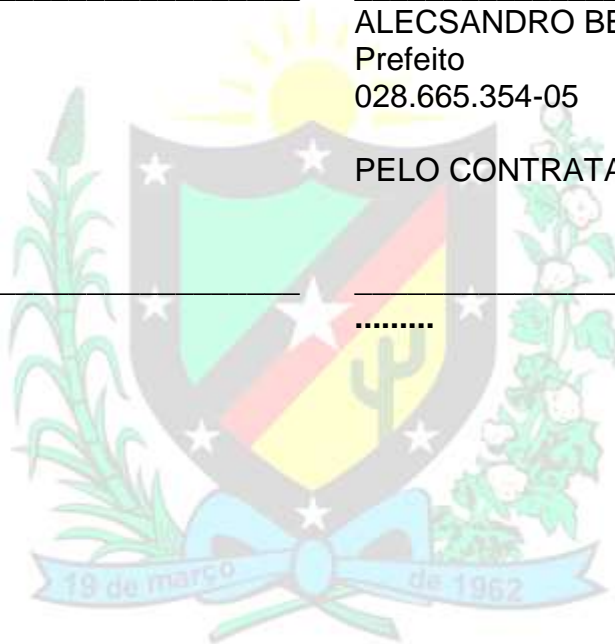 ALECSANDRO BE
Prefeito
028.665.354-05
PELO CONTRATA
.........
19 de março de 1962